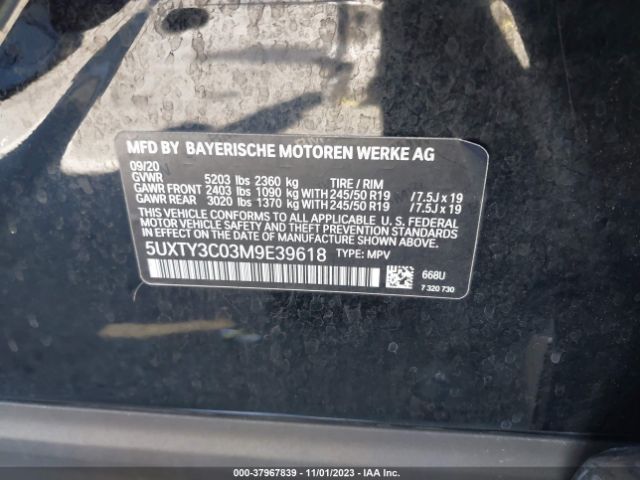 MFD BY BAYERISCHE MOTOREN WERKE AG
09/20
GVWR 5203 lbs 2360 kg TIRE / RIM
GAWR FRONT 2403 lbs 1090 kg WITH 245/50 R19 /7.5J x 19
GAWR REAR 3020 lbs 1370 kg WITH 245/50 R19 /7.5J x 19
THIS VEHICLE CONFORMS TO ALL APPLICABLE U. S. FEDERAL
MOTOR VEHICLE SAFETY AND THEFT PREVENTION STANDARDS
IN EFFECT ON THE DATE OF MANUFACTURE SHOWN ABOVE.
5UXTY3C03M9E39618 TYPE: MPV
668U
7 320 730
000-37967839 - 11/01/2023 - IAA, Inc.